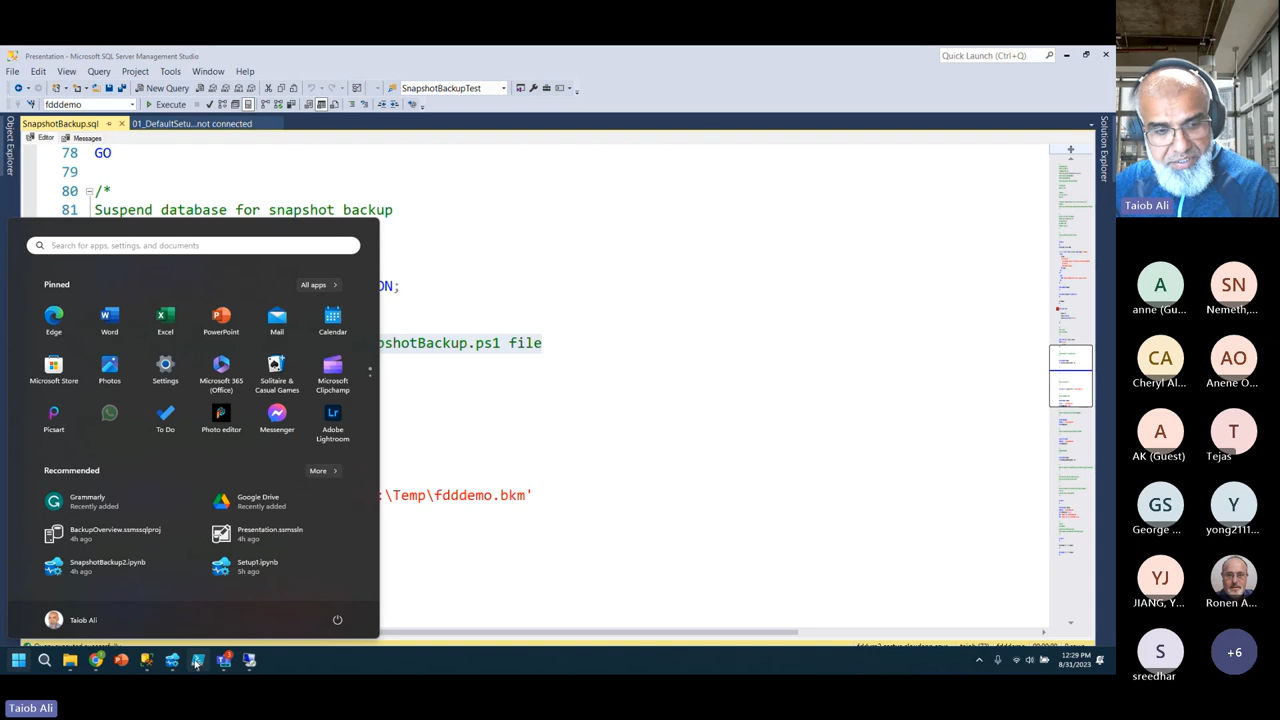 Presentation - Microsoft SQL Server Management Studio
Quick Launch (Ctrl+Q)
File Edit View Query Project Tools Window Help
New Query
SnapshotBackupTest
fdddemo
Execute
SnapshotBackup.sql
01_DefaultSetu...not connected
Editor
Messages
Object Explorer
Solution Explorer
78 GO
79
80 /*
81 Suspend database for snapshot backup
ON;
pshotBackup.ps1 file
:\Temp\fdddemo.bkm'
Search for apps, settings, and documents
Pinned
All apps >
Edge
Word
Excel
PowerPoint
Mail
Calendar
Microsoft Store
Photos
Settings
Microsoft 365
(Office)
Solitaire &
Casual Games
Microsoft
Clipchamp
Picsart
To Do
Photo editor
Messenger
Adobe
Lightroom
Recommended
More >
Grammarly
Recently added
Google Drive
Recently added
BackupOverview.ssmssqlproj
4h ago
Presentation.ssmssln
4h ago
SnapshotBackup2.ipynb
4h ago
Setup1.ipynb
5h ago
Taiob Ali
12:29 PM
8/31/2023
Taiob Ali
A
anne (Gu...
SN
Nemeth,...
CA
Cheryl Al...
AO
Anene O...
A
AK (Guest)
T
Tejas
GS
George ...
Y
yong2111...
YJ
JIANG, Y...
Ronen A...
S
sreedhar
+6
Taiob Ali